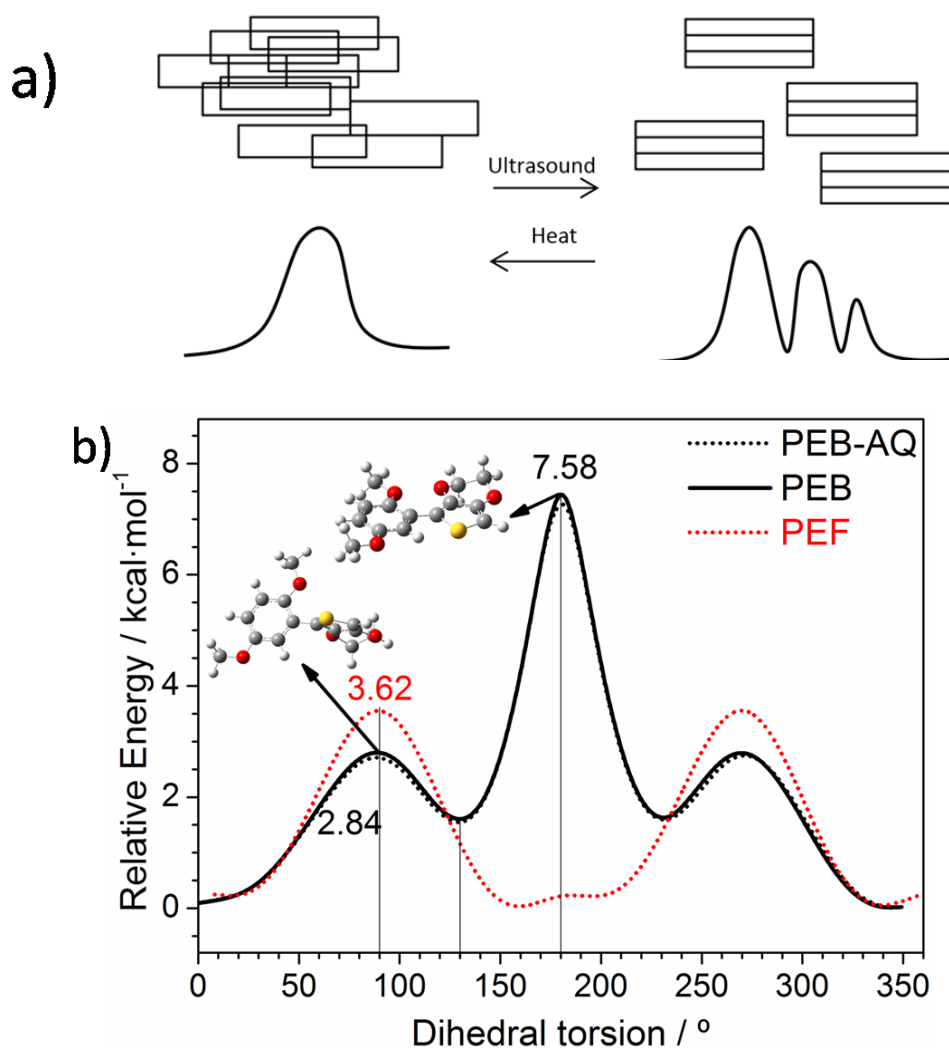 a)
Ultrasound
Heat
b)
7.58
PEB-AQ
PEB
PEF
3.62
2.84
8
6
4
2
0
Relative Energy / kcal·mol⁻¹
0 50 100 150 200 250 300 350
Dihedral torsion / º